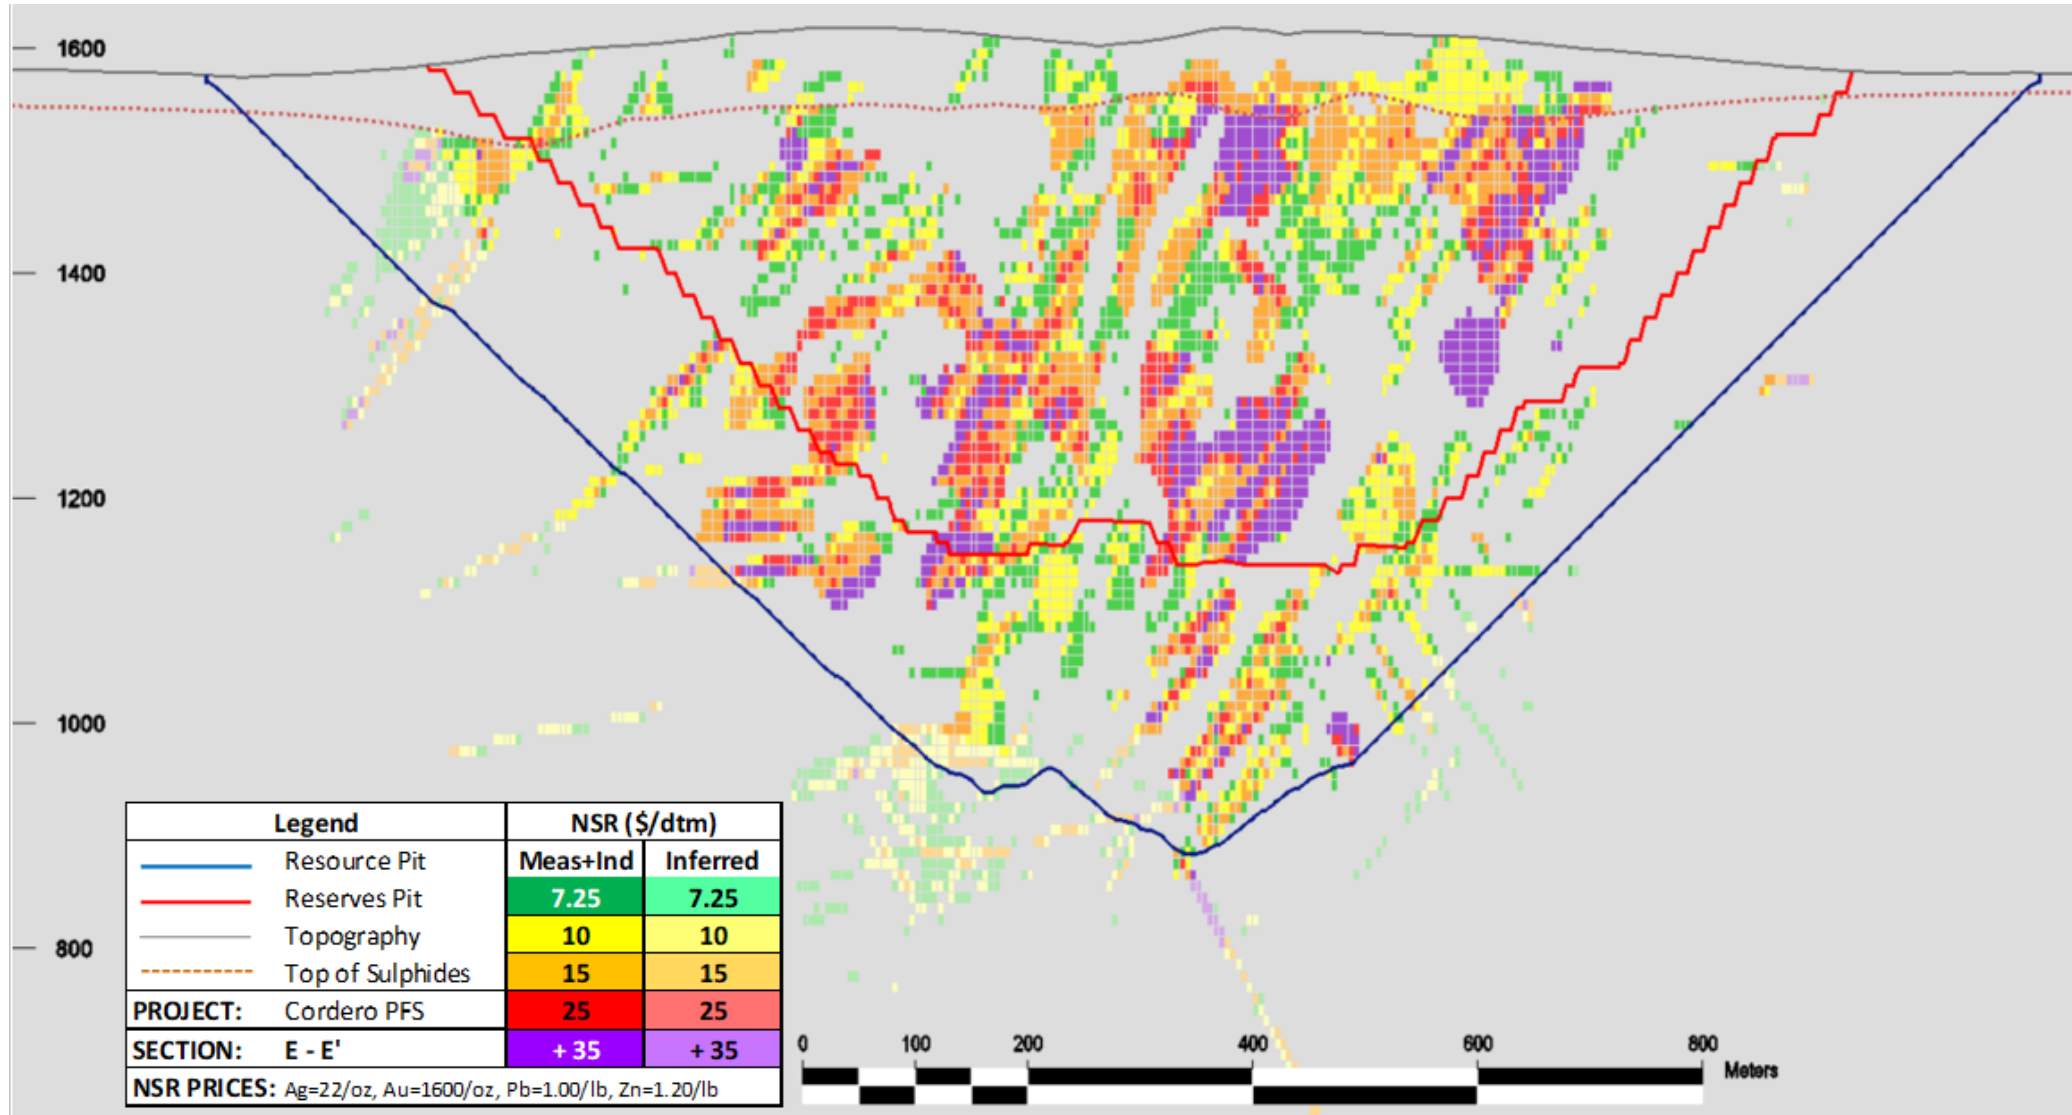 1600
1400
1200
1000
800
Legend NSR ($/dtm)
Resource Pit Meas+Ind Inferred
Reserves Pit 7.25 7.25
Topography 10 10
Top of Sulphides 15 15
PROJECT: Cordero PFS 25 25
SECTION: E - E' + 35 + 35
NSR PRICES: Ag=22/oz, Au=1600/oz, Pb=1.00/lb, Zn=1.20/lb
0 100 200 400 600 800
Meters